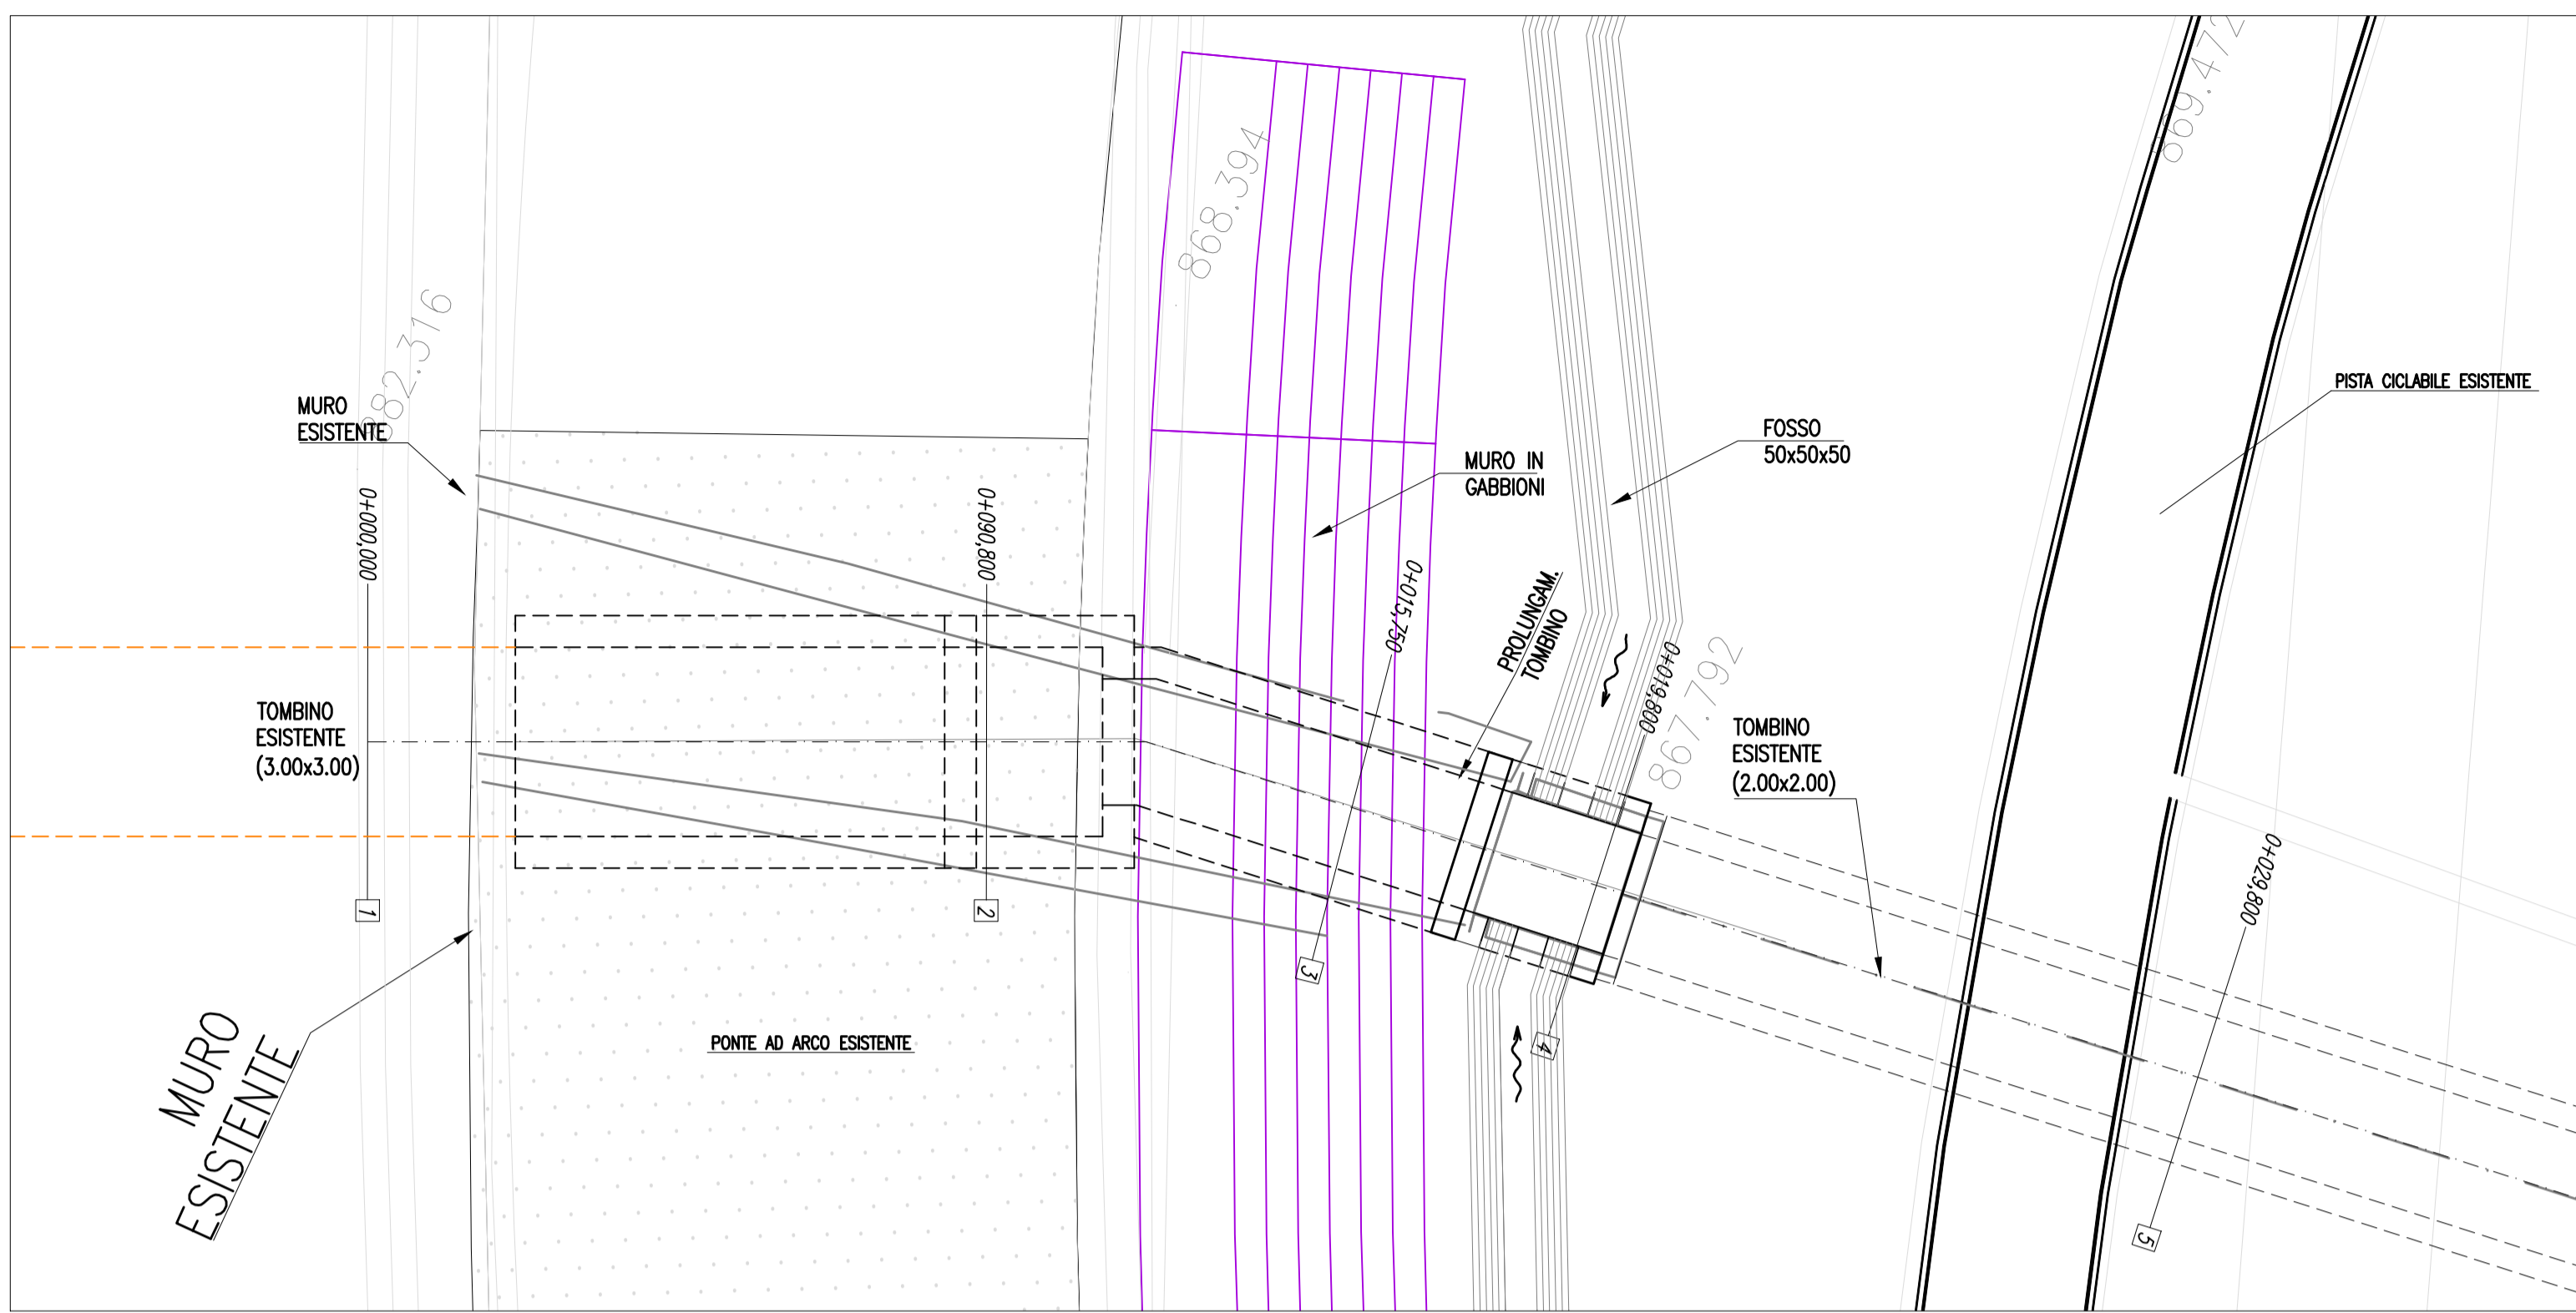 869.472
868.394
882.316
MURO
ESISTENTE
PISTA CICLABILE ESISTENTE
FOSSO
50x50x50
MURO IN
GABBIONI
0+000,000
0+090,800
0+015,750
PROLUNGAM.
TOMBINO
0+019,800
867.792
TOMBINO
ESISTENTE
(3.00x3.00)
TOMBINO
ESISTENTE
(2.00x2.00)
0+029,800
1
2
3
4
5
MURO
ESISTENTE
PONTE AD ARCO ESISTENTE